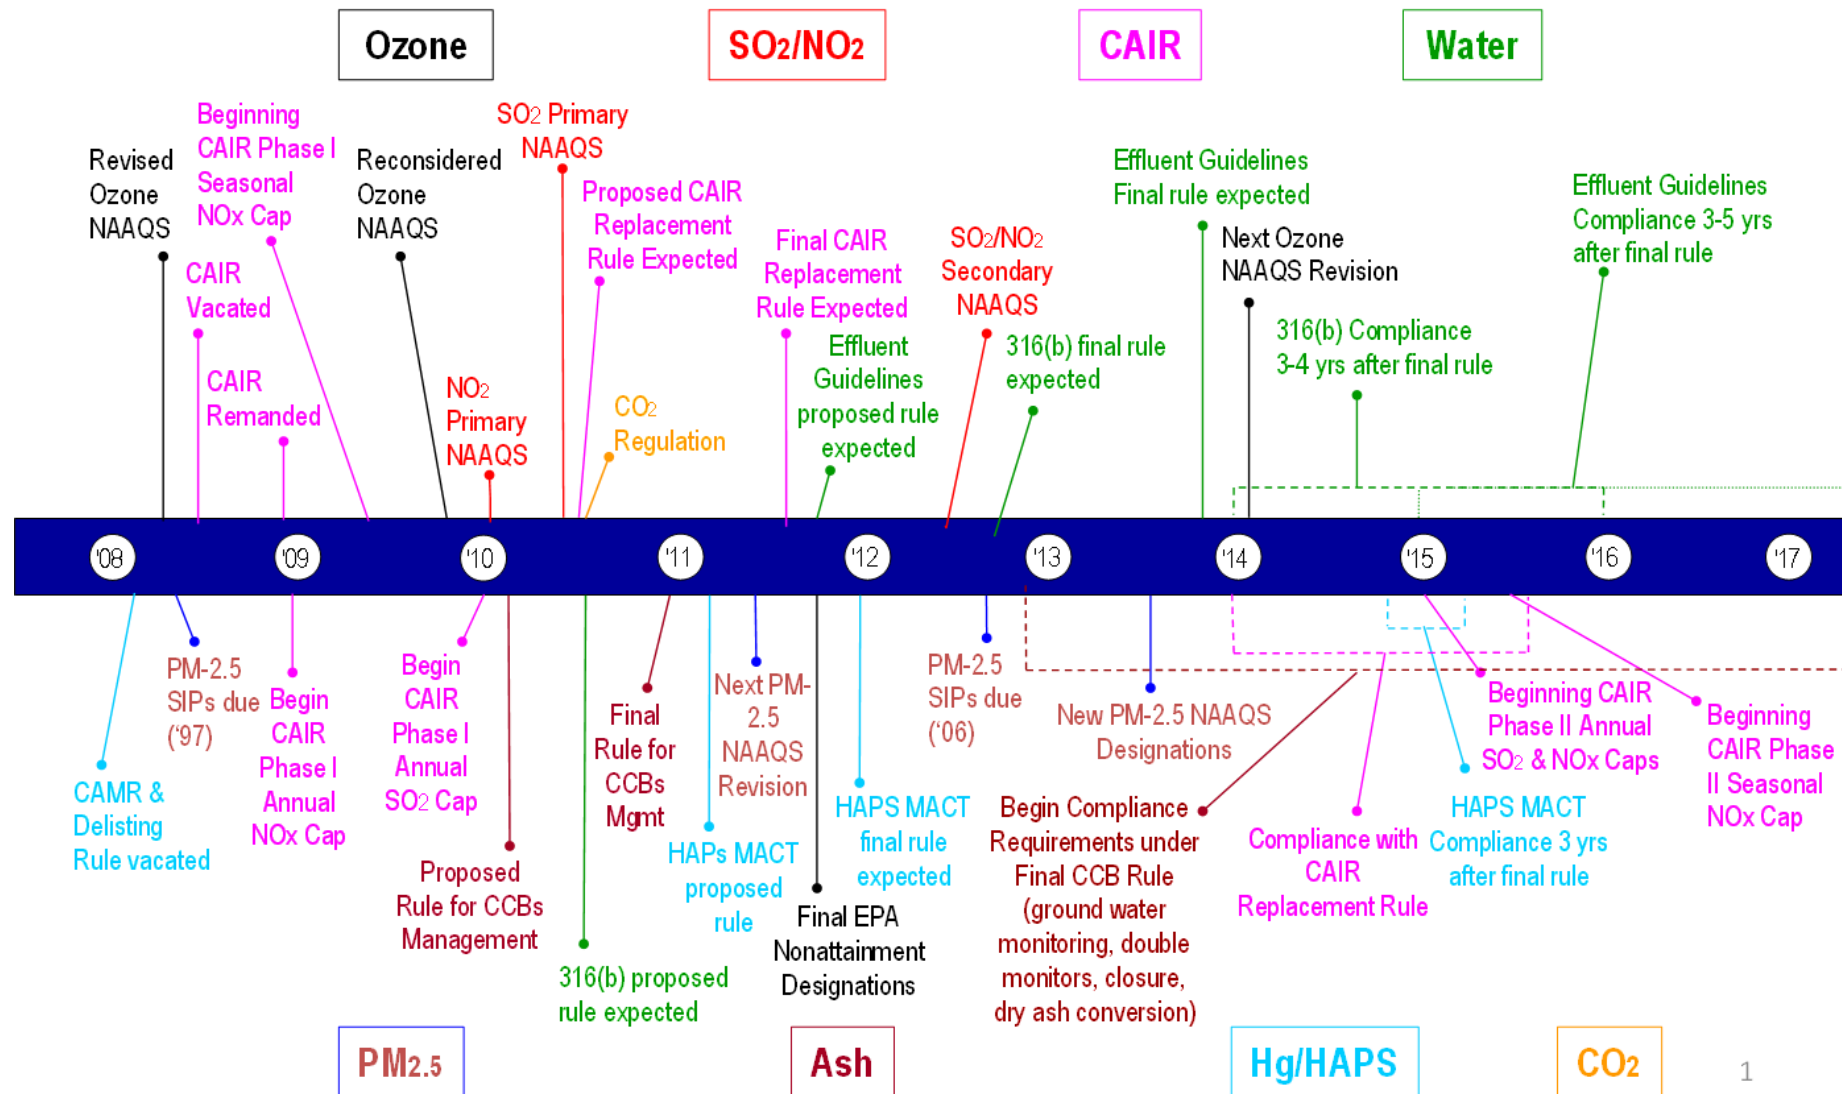 Ozone
SO2/NO2
CAIR
Water
Beginning
CAIR Phase I
Seasonal
NOx Cap
SO2 Primary
NAAQS
Revised
Ozone
NAAQS
Reconsidered
Ozone
NAAQS
Proposed CAIR
Replacement
Rule Expected
Effluent Guidelines
Final rule expected
Effluent Guidelines
Compliance 3-5 yrs
after final rule
CAIR
Vacated
Final CAIR
Replacement
Rule Expected
SO2/NO2
Secondary
NAAQS
Next Ozone
NAAQS Revision
CAIR
Remanded
NO2
Primary
NAAQS
CO2
Regulation
Effluent
Guidelines
proposed rule
expected
316(b) final rule
expected
316(b) Compliance
3-4 yrs after final rule
'08
'09
'10
'11
'12
'13
'14
'15
'16
'17
PM-2.5
SIPs due
('97)
CAMR &
Delisting
Rule vacated
Begin
CAIR
Phase I
Annual
NOx Cap
Begin
CAIR
Phase I
Annual
SO2 Cap
Proposed
Rule for CCBs
Management
316(b) proposed
rule expected
Final
Rule for
CCBs
Mgmt
HAPs MACT
proposed
rule
Next PM-
2.5
NAAQS
Revision
Final EPA
Nonattainment
Designations
HAPS MACT
final rule
expected
PM-2.5
SIPs due
('06)
New PM-2.5 NAAQS
Designations
Begin Compliance
Requirements under
Final CCB Rule
(ground water
monitoring, double
monitors, closure,
dry ash conversion)
Compliance with
CAIR
Replacement Rule
Beginning CAIR
Phase II Annual
SO2 & NOx Caps
HAPS MACT
Compliance 3 yrs
after final rule
Beginning
CAIR Phase
II Seasonal
NOx Cap
PM2.5
Ash
Hg/HAPS
CO2
1